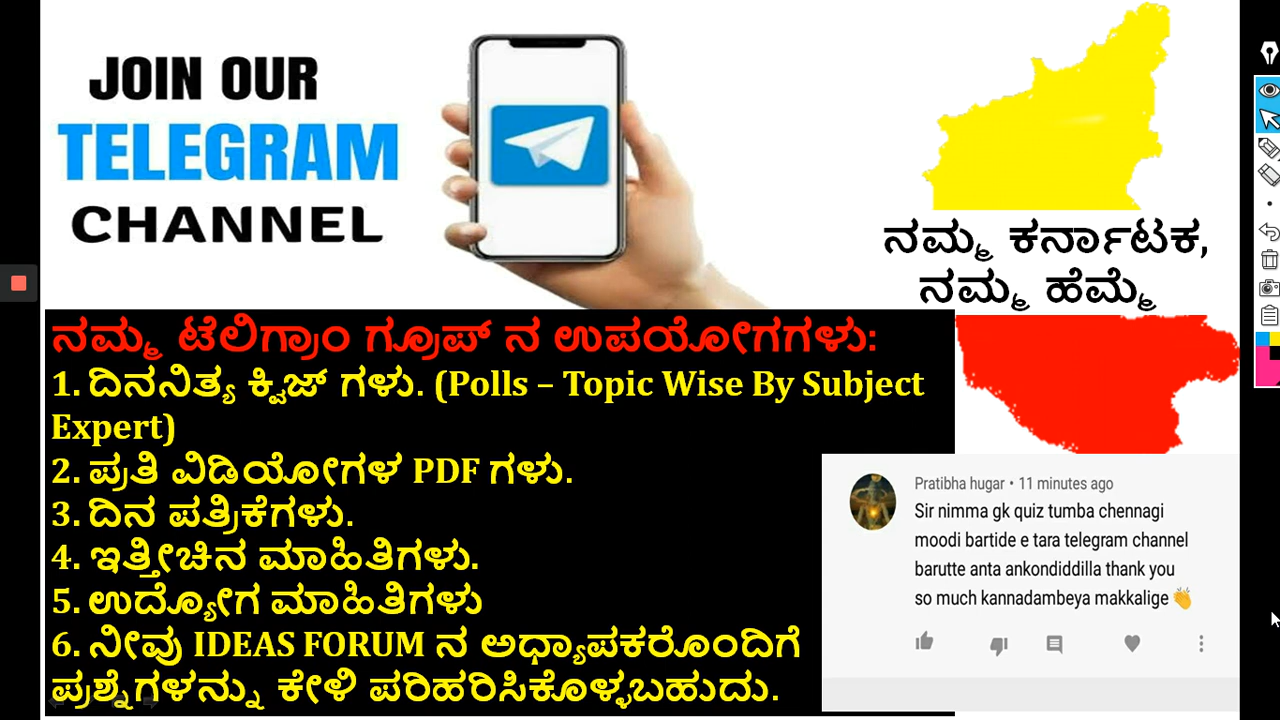 JOIN OUR
TELEGRAM
CHANNEL
ನಮ್ಮ ಕರ್ನಾಟಕ,
ನಮ್ಮ ಹೆಮ್ಮೆ
ನಮ್ಮ ಟೆಲಿಗ್ರಾಂ ಗ್ರೂಪ್ ನ ಉಪಯೋಗಗಳು:
1. ದಿನನಿತ್ಯ ಕ್ವಿಜ್ ಗಳು. (Polls – Topic Wise By Subject
Expert)
2. ಪ್ರತಿ ವಿಡಿಯೋಗಳ PDF ಗಳು.
3. ದಿನ ಪತ್ರಿಕೆಗಳು.
4. ಇತ್ತೀಚಿನ ಮಾಹಿತಿಗಳು.
5. ಉದ್ಯೋಗ ಮಾಹಿತಿಗಳು
6. ನೀವು IDEAS FORUM ನ ಅಧ್ಯಾಪಕರೊಂದಿಗೆ
ಪ್ರಶ್ನೆಗಳನ್ನು ಕೇಳಿ ಪರಿಹರಿಸಿಕೊಳ್ಳಬಹುದು.
Pratibha hugar • 11 minutes ago
Sir nimma gk quiz tumba chennagi
moodi bartide e tara telegram channel
barutte anta ankondiddilla thank you
so much kannadambeya makkalige 👏